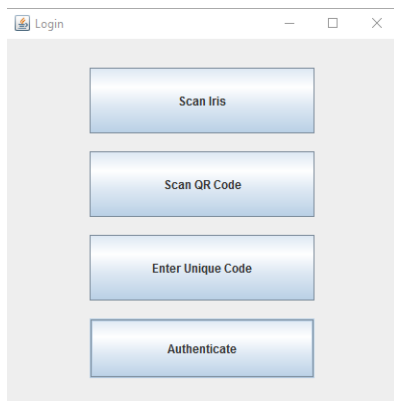 Login
Scan Iris
Scan QR Code
Enter Unique Code
Authenticate